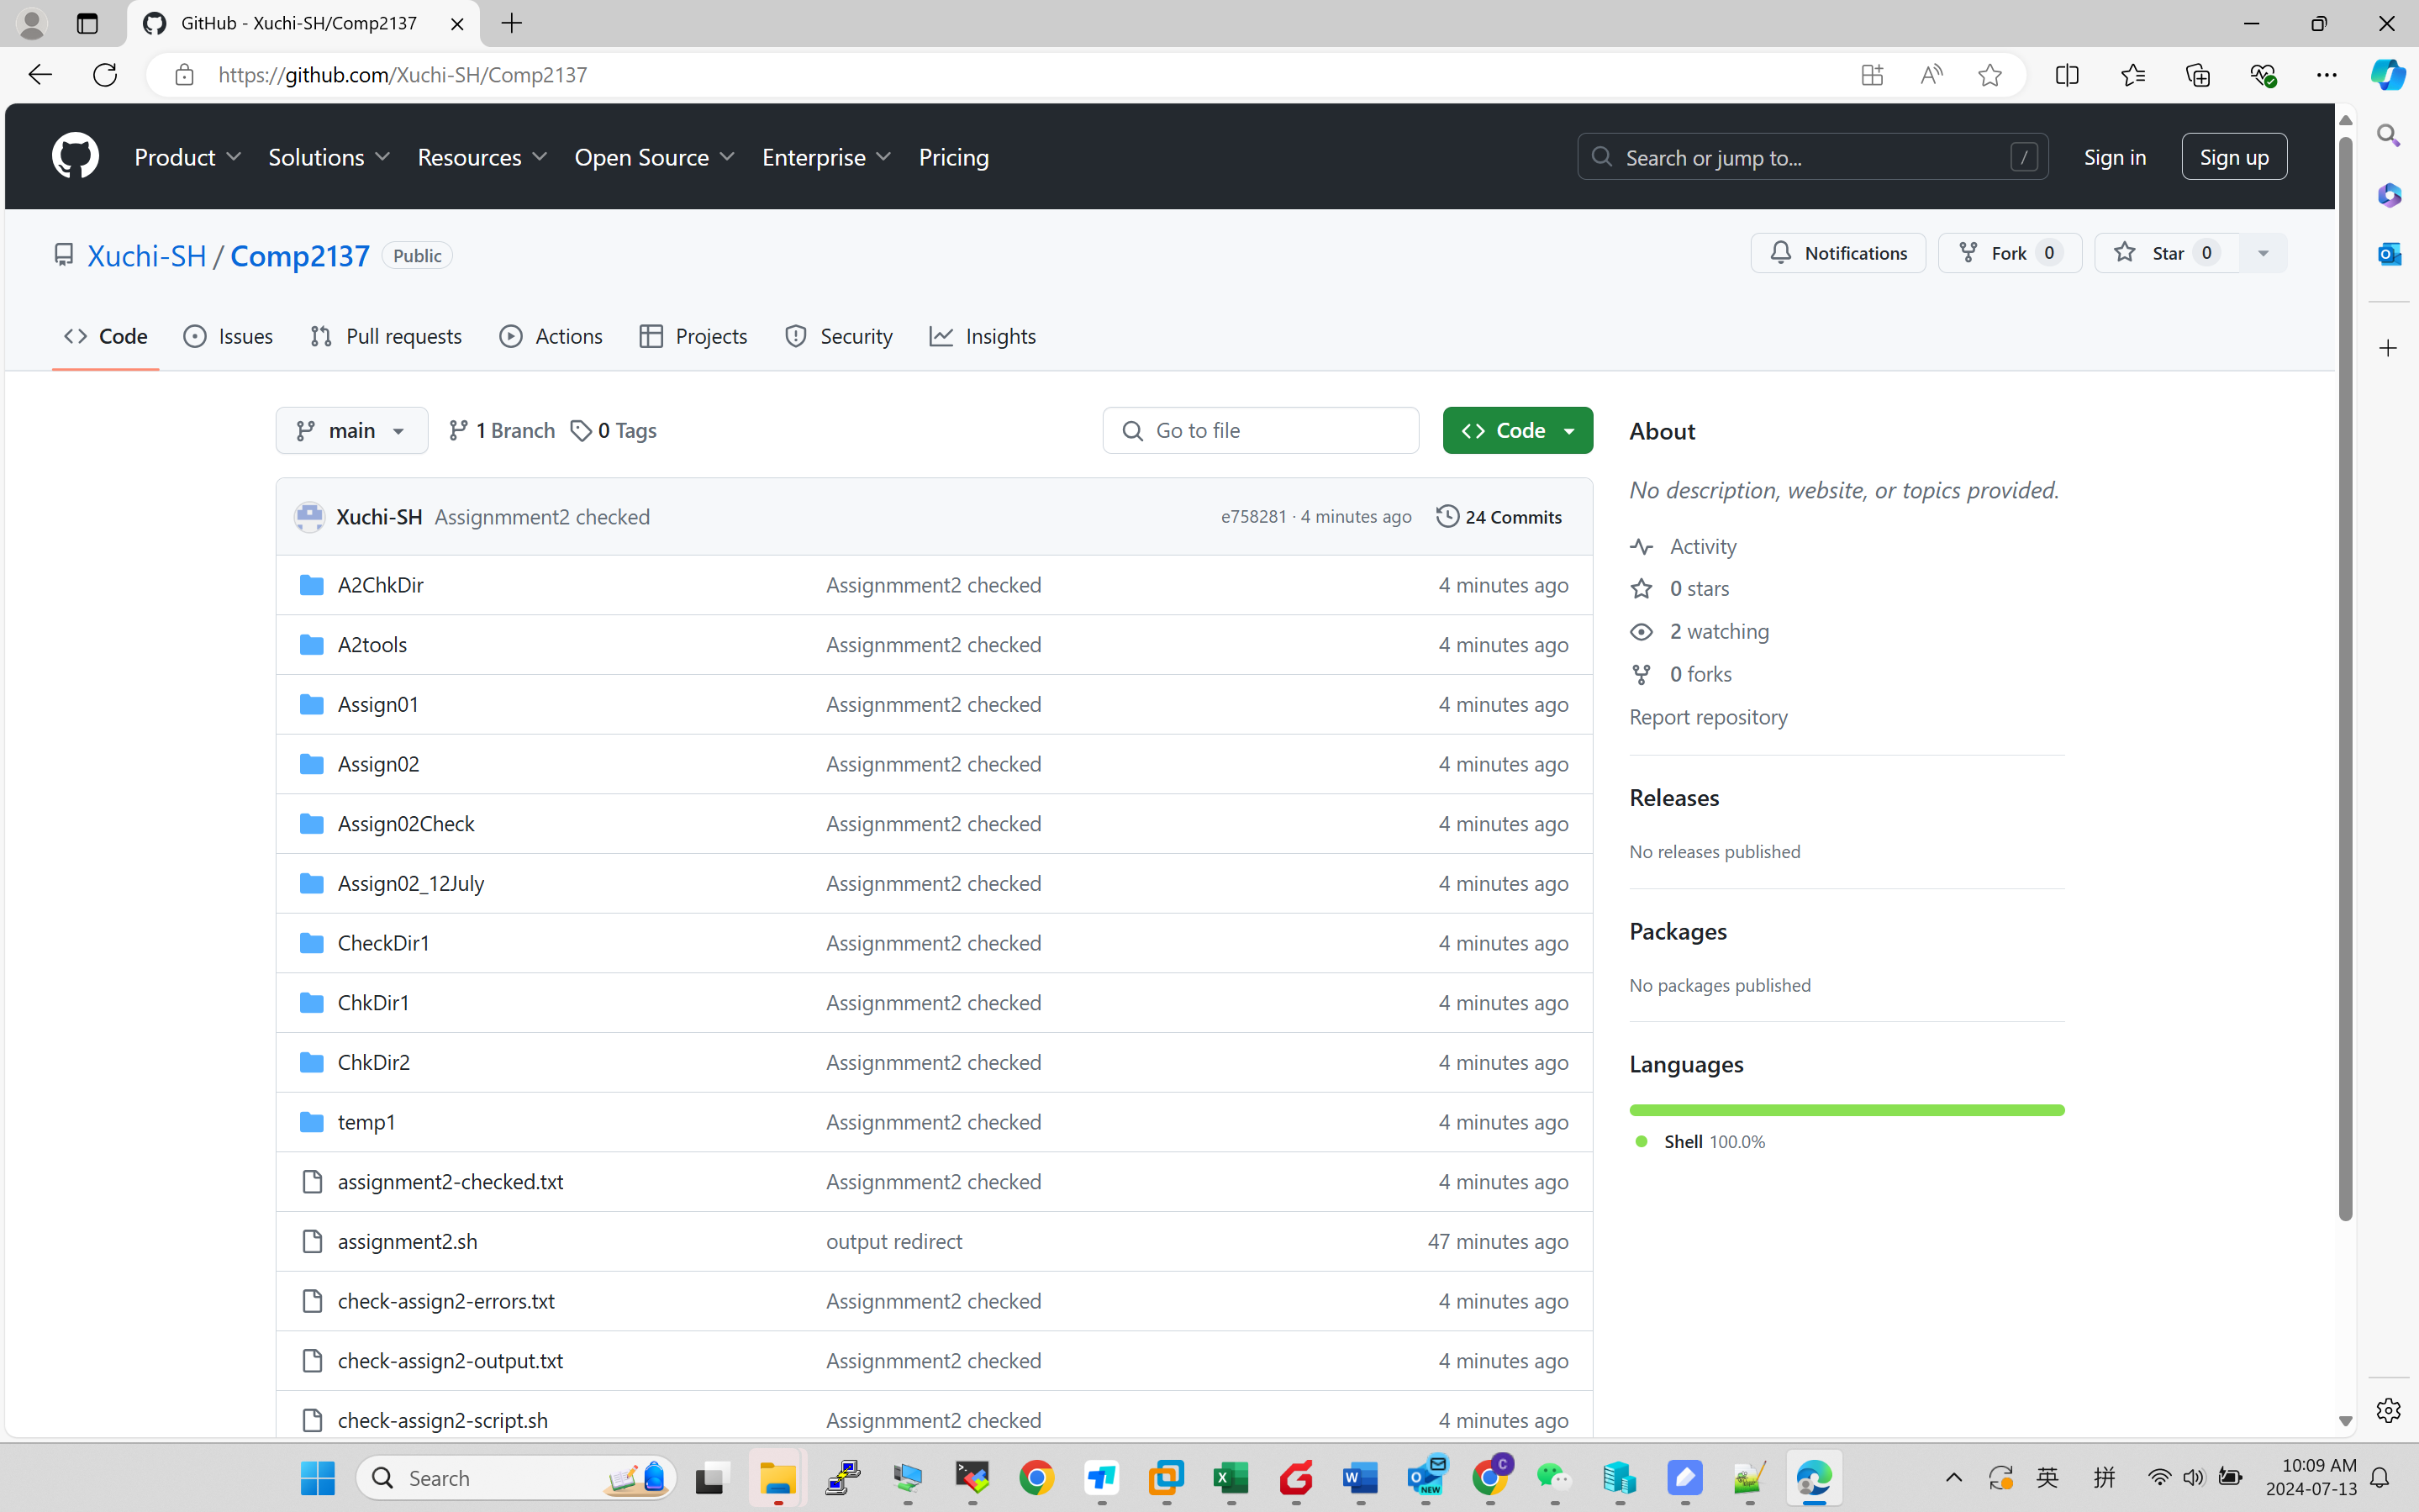 GitHub - Xuchi-SH/Comp2137
https://github.com/Xuchi-SH/Comp2137
Product Solutions Resources Open Source Enterprise Pricing Search or jump to... / Sign in Sign up
Xuchi-SH / Comp2137 Public Notifications Fork 0 Star 0
Code Issues Pull requests Actions Projects Security Insights
main 1 Branch 0 Tags Go to file Code
Xuchi-SH Assignmment2 checked e758281 · 4 minutes ago 24 Commits
A2ChkDir Assignmment2 checked 4 minutes ago
A2tools Assignmment2 checked 4 minutes ago
Assign01 Assignmment2 checked 4 minutes ago
Assign02 Assignmment2 checked 4 minutes ago
Assign02Check Assignmment2 checked 4 minutes ago
Assign02_12July Assignmment2 checked 4 minutes ago
CheckDir1 Assignmment2 checked 4 minutes ago
ChkDir1 Assignmment2 checked 4 minutes ago
ChkDir2 Assignmment2 checked 4 minutes ago
temp1 Assignmment2 checked 4 minutes ago
assignment2-checked.txt Assignmment2 checked 4 minutes ago
assignment2.sh output redirect 47 minutes ago
check-assign2-errors.txt Assignmment2 checked 4 minutes ago
check-assign2-output.txt Assignmment2 checked 4 minutes ago
check-assign2-script.sh Assignmment2 checked 4 minutes ago
About
No description, website, or topics provided.
Activity
0 stars
2 watching
0 forks
Report repository
Releases
No releases published
Packages
No packages published
Languages
Shell 100.0%
Search
NEW
C
英 拼
10:09 AM
2024-07-13